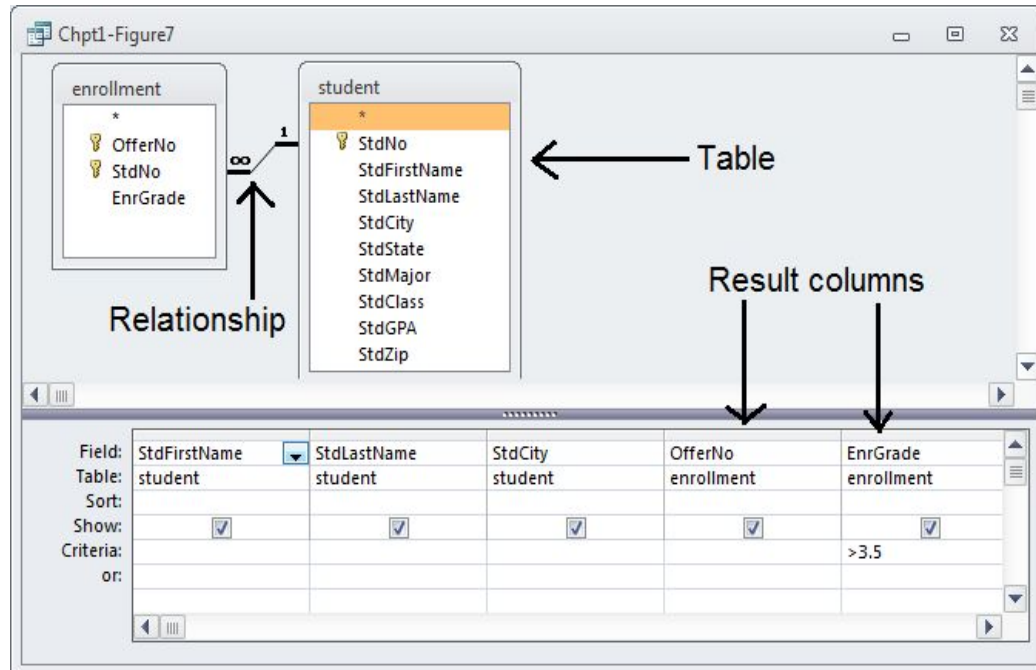 Chpt1-Figure7
enrollment
*
OfferNo
StdNo
EnrGrade
∞
1
student
*
StdNo
StdFirstName
StdLastName
StdCity
StdState
StdMajor
StdClass
StdGPA
StdZip
Table
Relationship
Result columns
Field: StdFirstName StdLastName StdCity OfferNo EnrGrade
Table: student student student enrollment enrollment
Sort:
Show:
Criteria: >3.5
or: